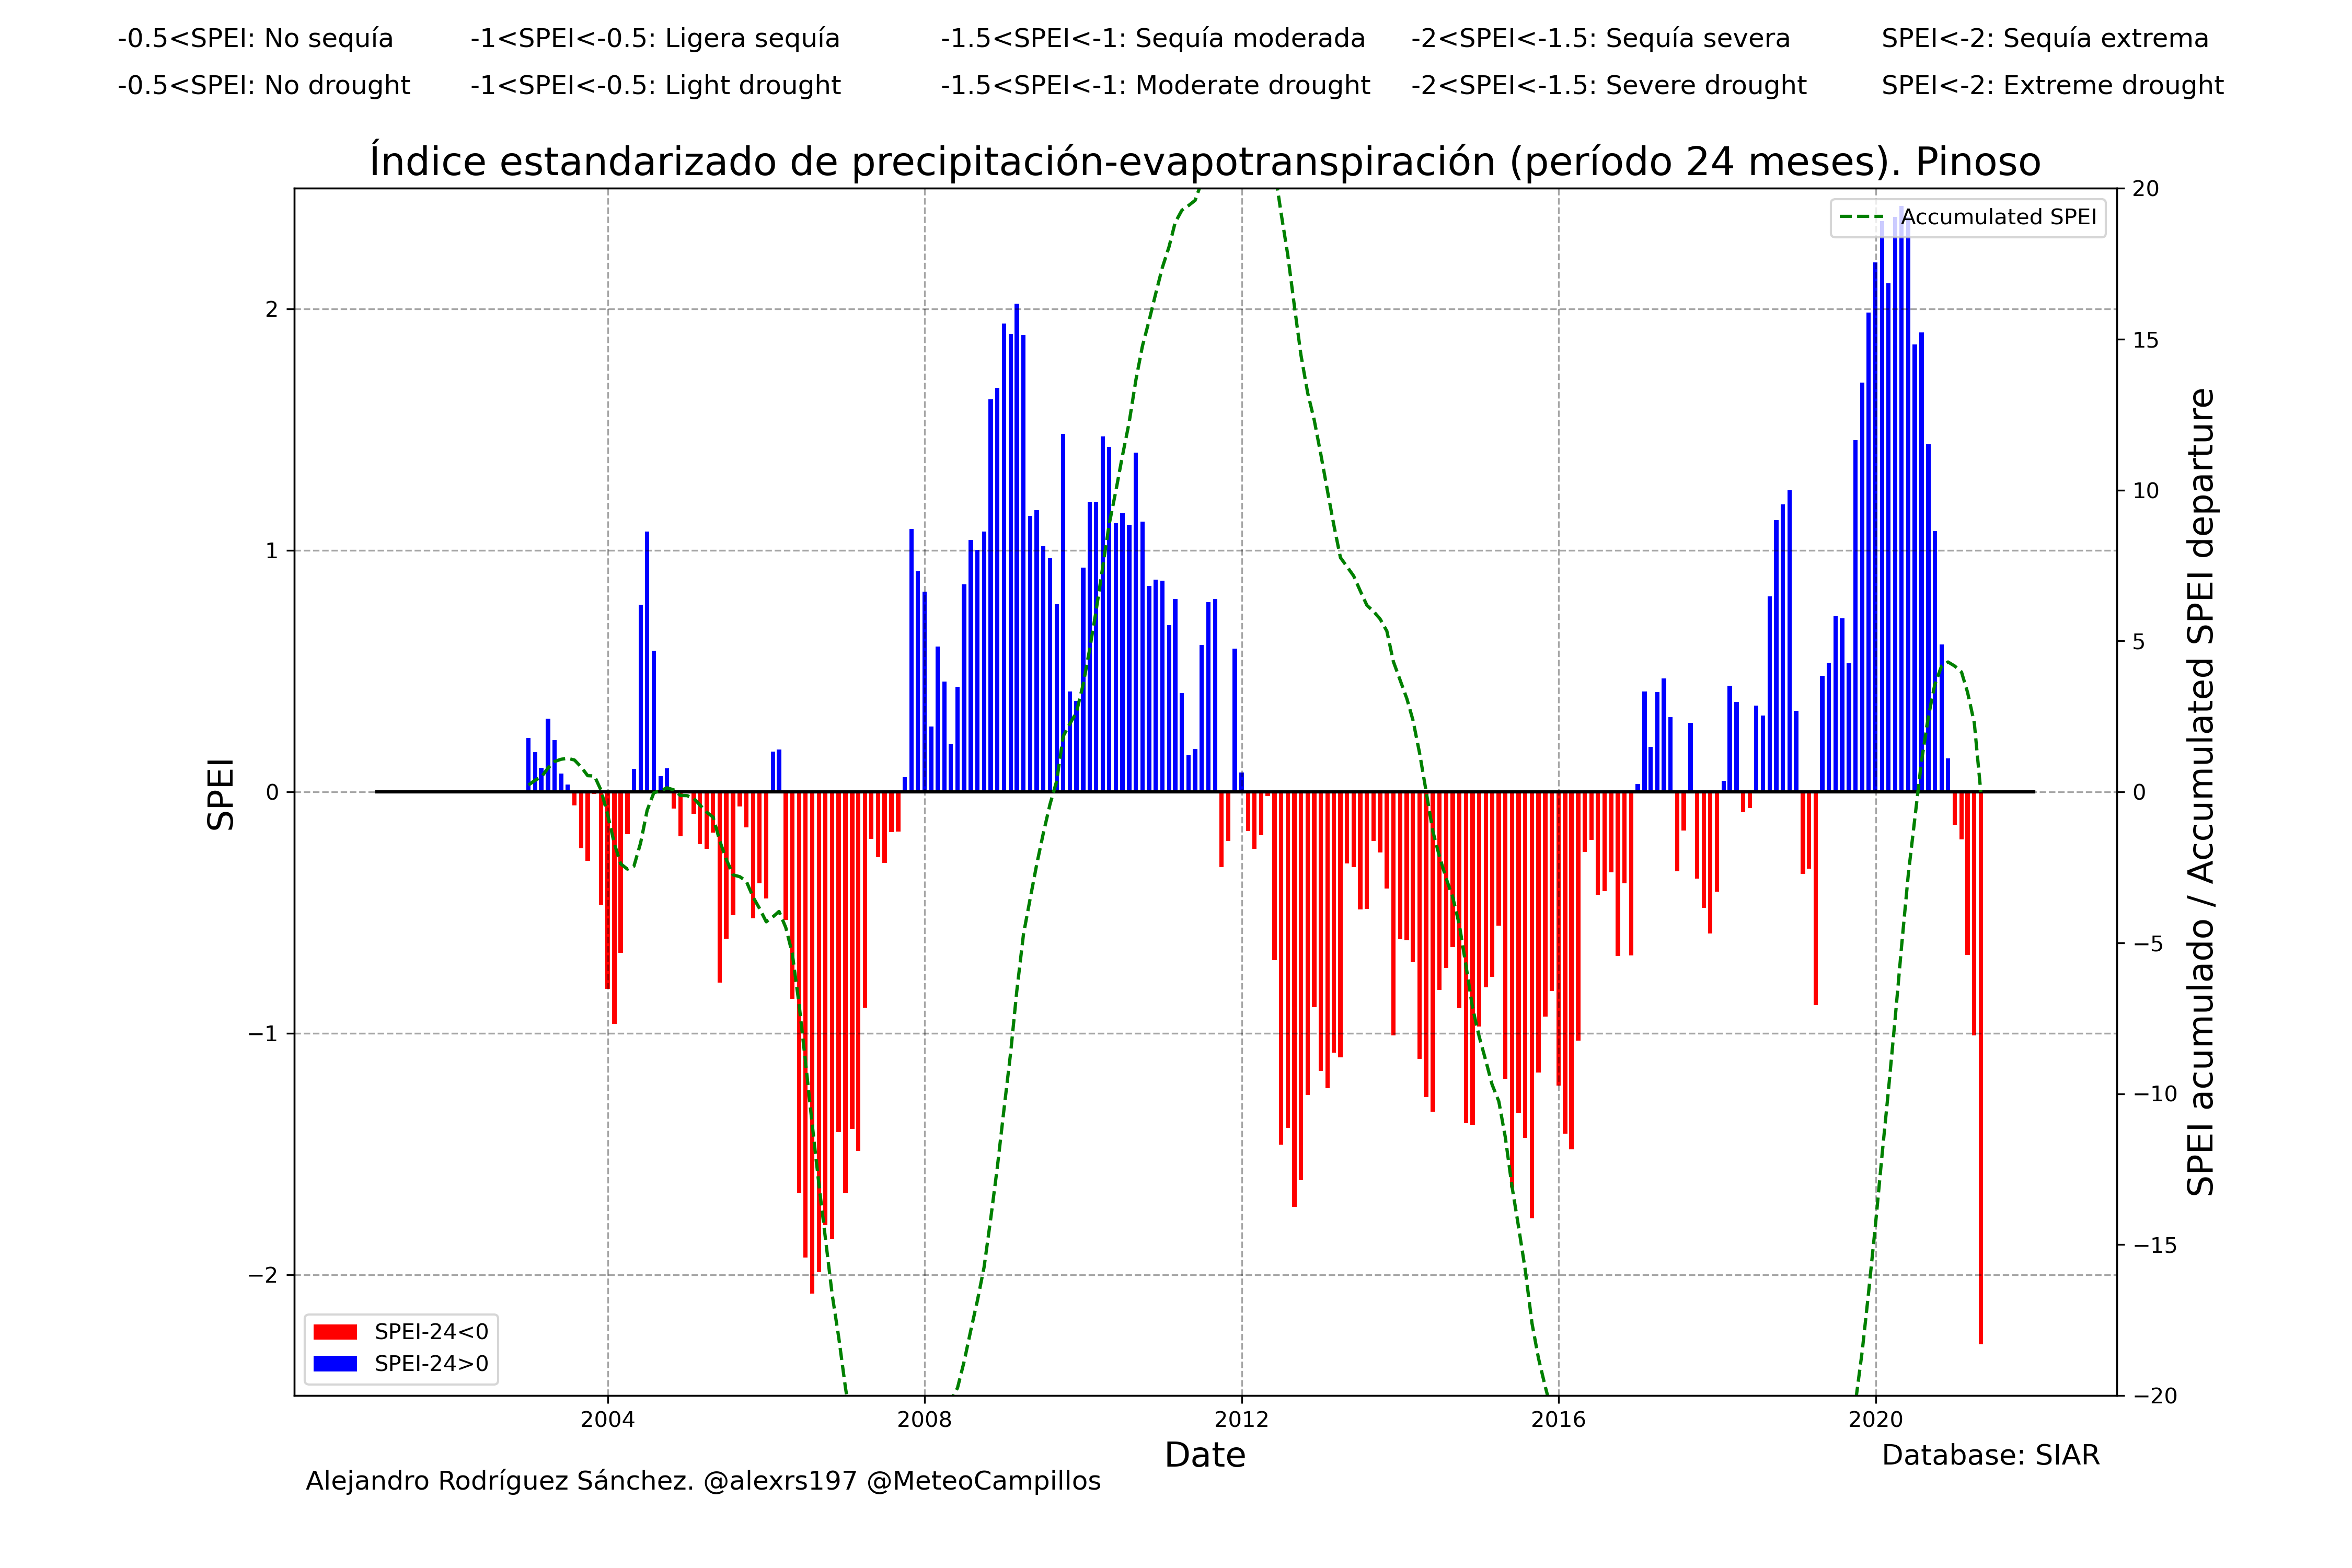 -0.5<SPEI: No sequía -1<SPEI<-0.5: Ligera sequía -1.5<SPEI<-1: Sequía moderada -2<SPEI<-1.5: Sequía severa SPEI<-2: Sequía extrema
-0.5<SPEI: No drought -1<SPEI<-0.5: Light drought -1.5<SPEI<-1: Moderate drought -2<SPEI<-1.5: Severe drought SPEI<-2: Extreme drought
Índice estandarizado de precipitación-evapotranspiración (período 24 meses). Pinoso
Accumulated SPEI
SPEI
2
1
0
−1
−2
20
15
10
5
0
−5
−10
−15
−20
SPEI acumulado / Accumulated SPEI departure
SPEI-24<0
SPEI-24>0
2004 2008 2012 2016 2020
Date
Database: SIAR
Alejandro Rodríguez Sánchez. @alexrs197 @MeteoCampillos